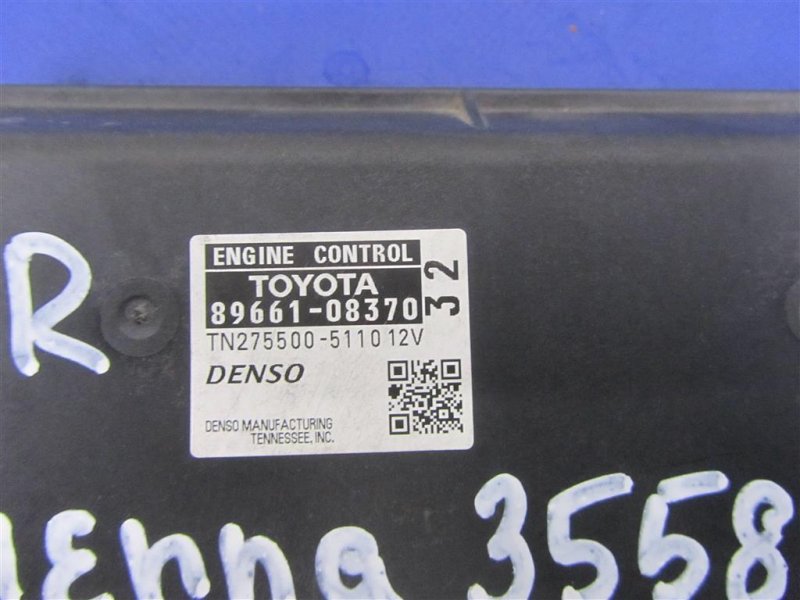 R
ENGINE CONTROL
TOYOTA
89661-08370
32
TN275500-5110 12V
DENSO
DENSO MANUFACTURING
TENNESSEE, INC.
3558